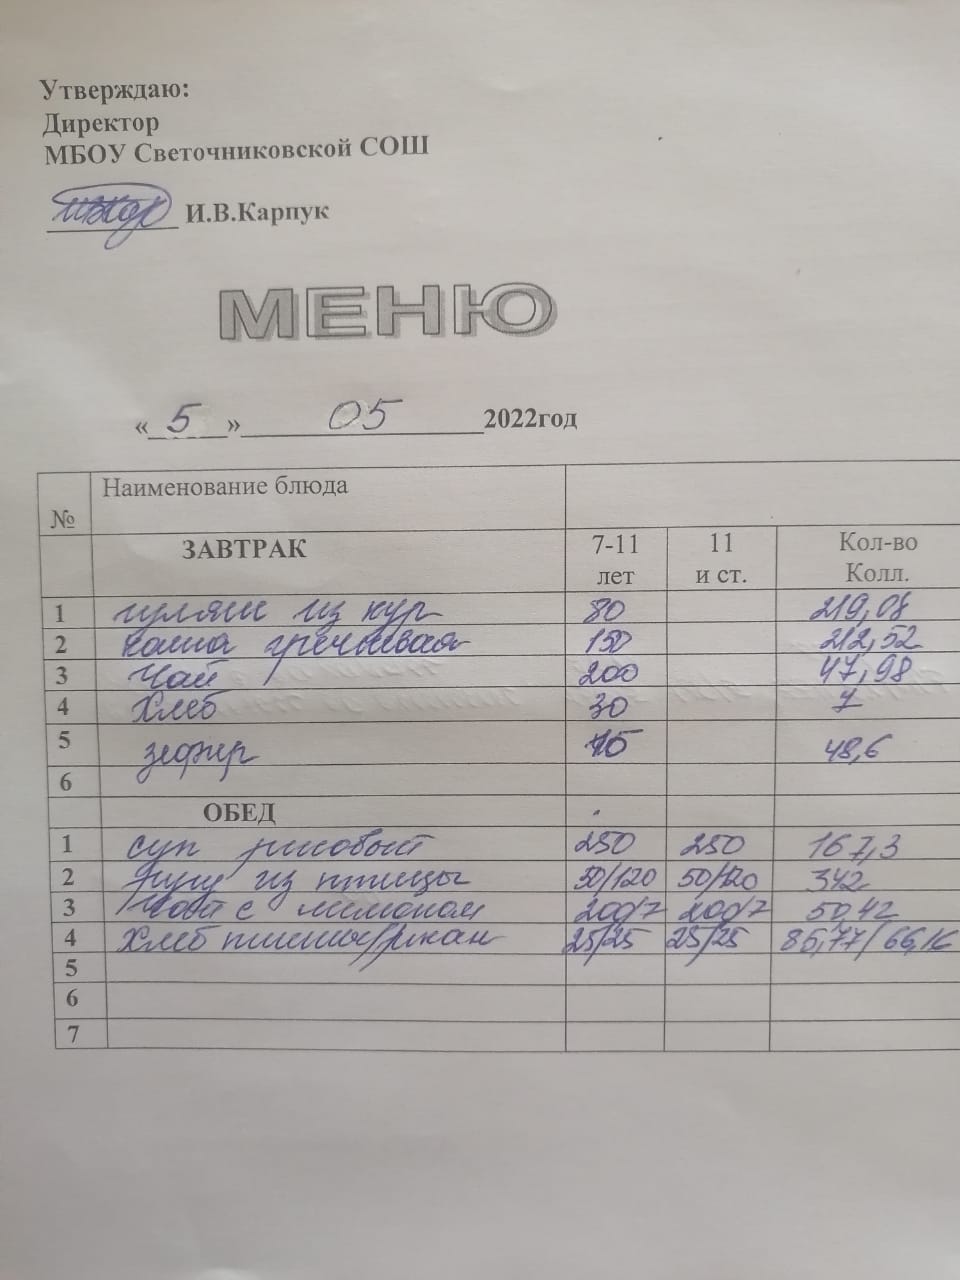 Утверждаю:
Директор
МБОУ Светочниковской СОШ
И.В.Карпук
МЕНЮ
« 5 » 05 2022год
№ Наименование блюда
ЗАВТРАК 7-11 лет 11 и ст. Кол-во Колл.
1 гуляш из кур 80 219,08
2 каша гречневая 150 212,52
3 Чай 200 47,98
4 Хлеб 30
5 зефир 15 48,6
6
ОБЕД
1 суп рисовый 250 250 167,3
2 рагу из птицы 50/120 50/120 342
3 Чай с лимоном 200/7 200/7 50,42
4 Хлеб пшенич/ржан 25/25 25/25 85,77/66,16
5
6
7